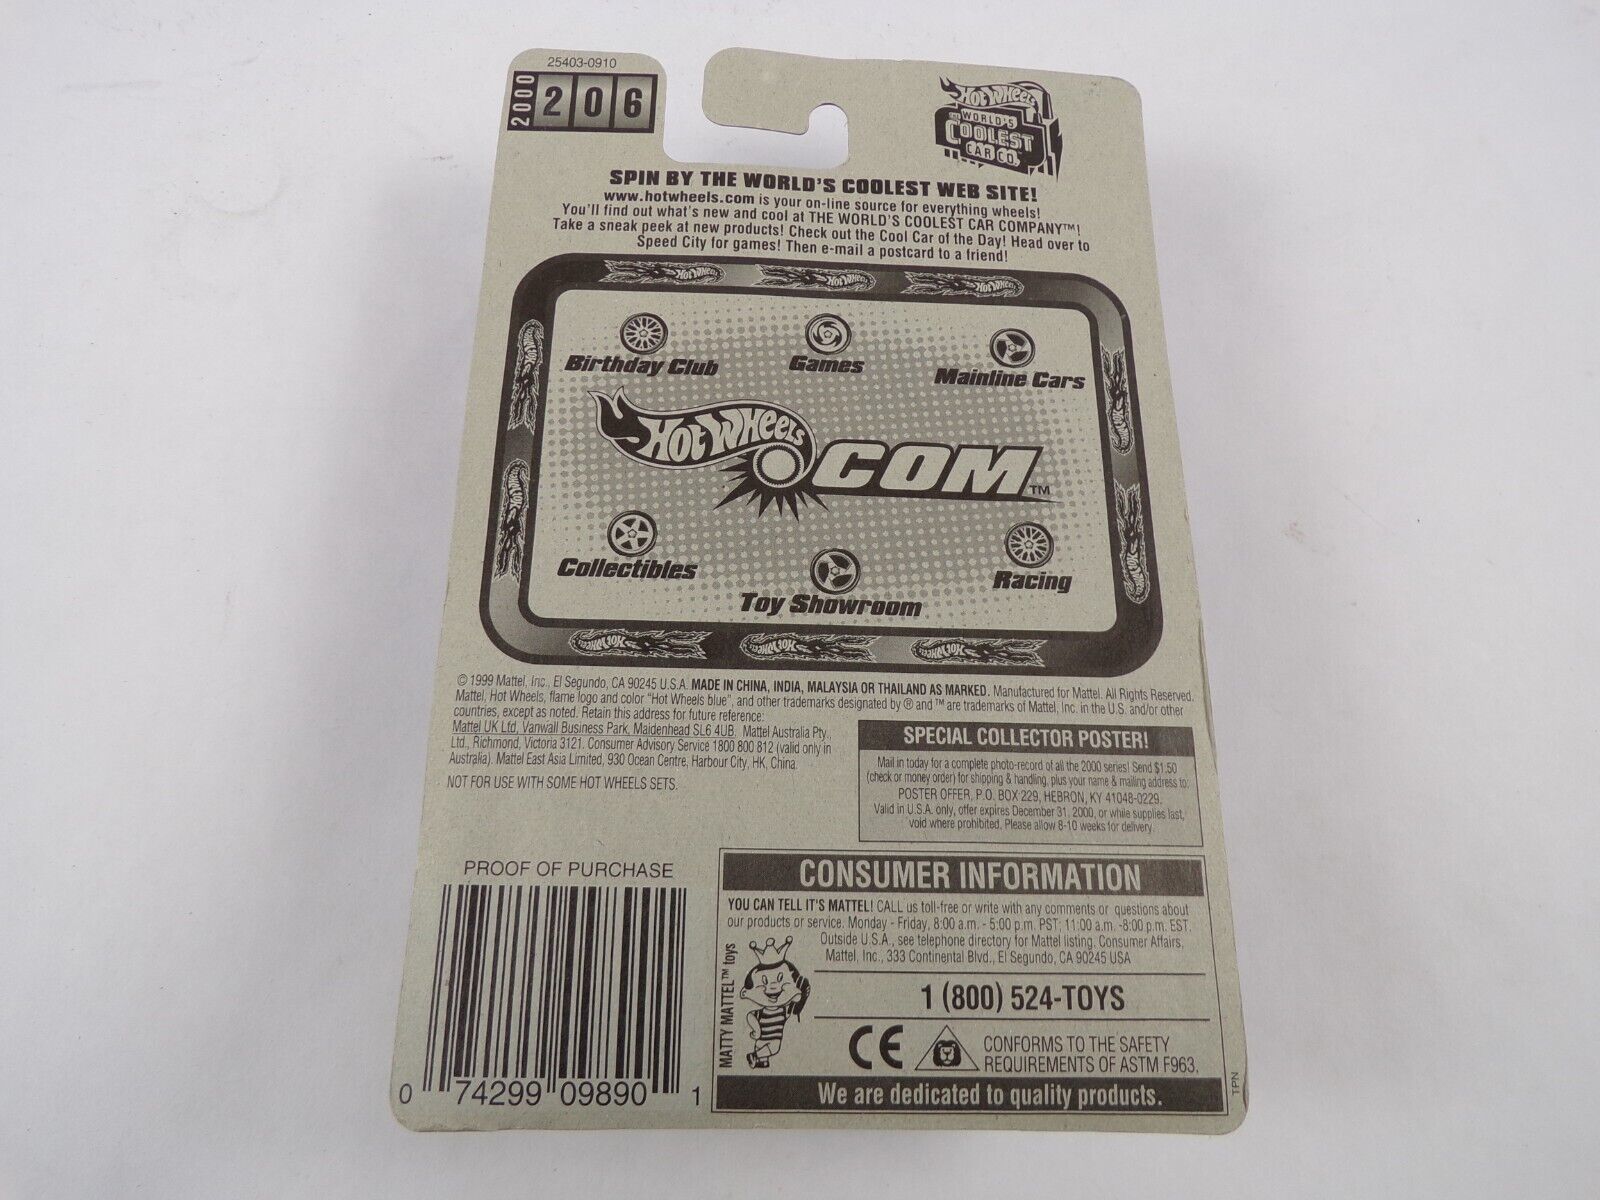 25403-0910
2000 206
Hot Wheels
WORLD'S
COOLEST
CAR CO.
SPIN BY THE WORLD'S COOLEST WEB SITE!
www.hotwheels.com is your on-line source for everything wheels!
You'll find out what's new and cool at THE WORLD'S COOLEST CAR COMPANY™!
Take a sneak peek at new products! Check out the Cool Car of the Day! Head over to
Speed City for games! Then e-mail a postcard to a friend!
Hot Wheels Hot Wheels Hot Wheels
Birthday Club Games Mainline Cars
Hot Wheels .COM™
Collectibles Toy Showroom Racing
Hot Wheels Hot Wheels Hot Wheels
© 1999 Mattel, Inc., El Segundo, CA 90245 U.S.A. MADE IN CHINA, INDIA, MALAYSIA OR THAILAND AS MARKED. Manufactured for Mattel. All Rights Reserved.
Mattel, Hot Wheels, flame logo and color "Hot Wheels blue", and other trademarks designated by ® and ™ are trademarks of Mattel, Inc. in the U.S. and/or other
countries, except as noted. Retain this address for future reference:
Mattel UK Ltd, Vanwall Business Park, Maidenhead SL6 4UB. Mattel Australia Pty.,
Ltd., Richmond, Victoria 3121. Consumer Advisory Service 1800 800 812 (valid only in
Australia). Mattel East Asia Limited, 930 Ocean Centre, Harbour City, HK, China.
NOT FOR USE WITH SOME HOT WHEELS SETS.
SPECIAL COLLECTOR POSTER!
Mail in today for a complete photo-record of all the 2000 series! Send $1.50
(check or money order) for shipping & handling, plus your name & mailing address to:
POSTER OFFER, P.O. BOX 229, HEBRON, KY 41048-0229.
Valid in U.S.A. only, offer expires December 31, 2000, or while supplies last,
void where prohibited. Please allow 8-10 weeks for delivery.
PROOF OF PURCHASE
0 74299 09890 1
CONSUMER INFORMATION
YOU CAN TELL IT'S MATTEL! CALL us toll-free or write with any comments or questions about
our products or service. Monday - Friday, 8:00 a.m. - 5:00 p.m. PST; 11:00 a.m. -8:00 p.m. EST.
Outside U.S.A., see telephone directory for Mattel listing. Consumer Affairs,
Mattel, Inc., 333 Continental Blvd., El Segundo, CA 90245 USA
MATTY MATTEL™ toys
1 (800) 524-TOYS
CE
CONFORMS TO THE SAFETY
REQUIREMENTS OF ASTM F963.
We are dedicated to quality products.
TPN